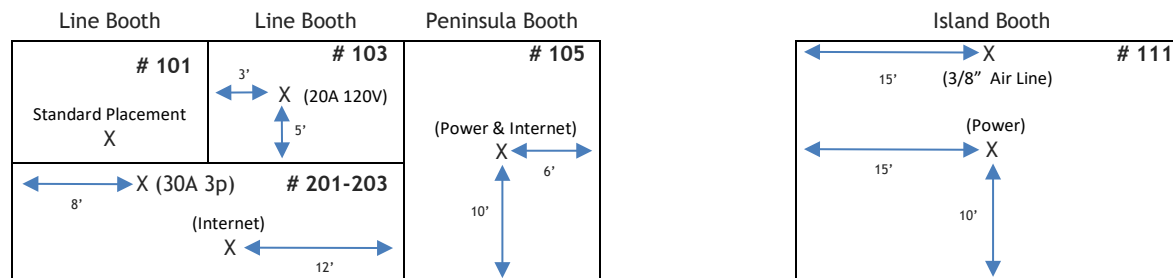 Line Booth
Line Booth
Peninsula Booth
Island Booth
# 101
Standard Placement
X
# 103
3’
X (20A 120V)
5’
# 105
(Power & Internet)
X
6’
10’
X (30A 3p)
# 201-203
8’
(Internet)
X
12’
X
# 111
15’
(3/8” Air Line)
(Power)
X
15’
10’